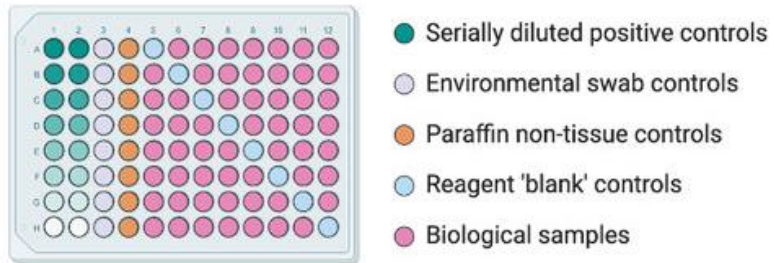 1 2 3 4 5 6 7 8 9 10 11 12
A
B
C
D
E
F
G
H
Serially diluted positive controls
Environmental swab controls
Paraffin non-tissue controls
Reagent 'blank' controls
Biological samples